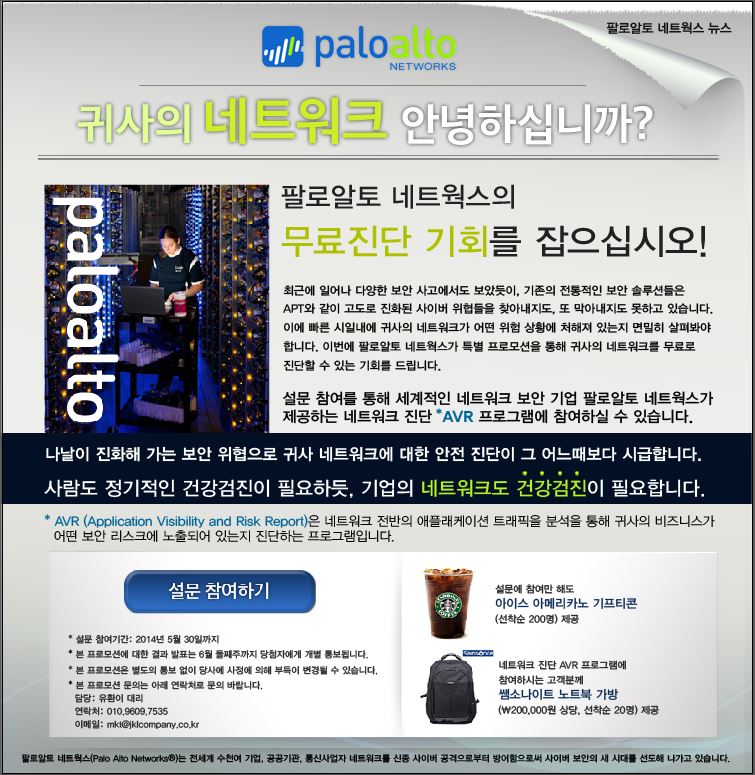 팔로알토 네트웍스 뉴스
paloalto
NETWORKS
귀사의 네트워크 안녕하십니까?
paloalto
팔로알토 네트웍스의
무료진단 기회를 잡으십시오!
최근에 일어나 다양한 보안 사고에서도 보았듯이, 기존의 전통적인 보안 솔루션들은
APT와 같이 고도로 진화된 사이버 위협들을 찾아내지도, 또 막아내지도 못하고 있습니다.
이에 빠른 시일내에 귀사의 네트워크가 어떤 위험 상황에 처해져 있는지 면밀히 살펴봐야
합니다. 이번에 팔로알토 네트웍스가 특별 프로모션을 통해 귀사의 네트워크를 무료로
진단할 수 있는 기회를 드립니다.
설문 참여를 통해 세계적인 네트워크 보안 기업 팔로알토 네트웍스가
제공하는 네트워크 진단 *AVR 프로그램에 참여하실 수 있습니다.
나날이 진화해 가는 보안 위협으로 귀사 네트워크에 대한 안전 진단이 그 어느때보다 시급합니다.
사람도 정기적인 건강검진이 필요하듯, 기업의 네트워크도 건강검진이 필요합니다.
* AVR (Application Visibility and Risk Report)은 네트워크 전반의 애플래케이션 트래픽을 분석을 통해 귀사의 비즈니스가
어떤 보안 리스크에 노출되어 있는지 진단하는 프로그램입니다.
설문 참여하기
* 설문 참여기간: 2014년 5월 30일까지
* 본 프로모션에 대한 결과 발표는 6월 둘째주까지 당첨자에게 개별 통보됩니다.
* 본 프로모션은 별도의 통보 없이 당사에 사정에 의해 부득이 변경될 수 있습니다.
* 본 프로모션 문의는 아래 연락처로 문의 바랍니다.
담당: 유환이 대리
연락처: 010.9609.7535
이메일: mkt@jklcompany.co.kr
설문에 참여만 해도
아이스 아메리카노 기프티콘
(선착순 200명) 제공
Samsonite
네트워크 진단 AVR 프로그램에
참여하시는 고객분께
쌤소나이트 노트북 가방
(₩200,000원 상당, 선착순 20명) 제공
팔로알토 네트웍스(Palo Alto Networks®)는 전세계 수천여 기업, 공공기관, 통신사업자 네트워크를 신종 사이버 공격으로부터 방어함으로써 사이버 보안의 새 시대를 선도해 나가고 있습니다.